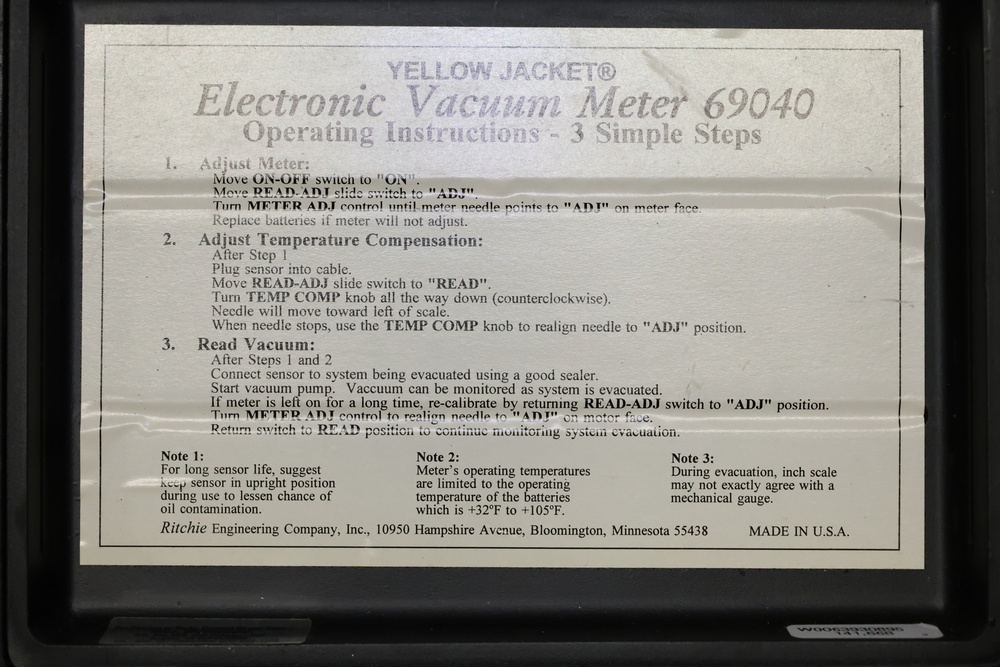 YELLOW JACKET®
Electronic Vacuum Meter 69040
Operating Instructions - 3 Simple Steps
1. Adjust Meter:
Move ON-OFF switch to "ON".
Move READ-ADJ slide switch to "ADJ".
Turn METER ADJ control until meter needle points to "ADJ" on meter face.
Replace batteries if meter will not adjust.
2. Adjust Temperature Compensation:
After Step 1
Plug sensor into cable.
Move READ-ADJ slide switch to "READ".
Turn TEMP COMP knob all the way down (counterclockwise).
Needle will move toward left of scale.
When needle stops, use the TEMP COMP knob to realign needle to "ADJ" position.
3. Read Vacuum:
After Steps 1 and 2
Connect sensor to system being evacuated using a good sealer.
Start vacuum pump. Vaccuum can be monitored as system is evacuated.
If meter is left on for a long time, re-calibrate by returning READ-ADJ switch to "ADJ" position.
Turn METER ADJ control to realign needle to "ADJ" on motor face.
Return switch to READ position to continue monitoring system evacuation.
Note 1:
For long sensor life, suggest
keep sensor in upright position
during use to lessen chance of
oil contamination.
Note 2:
Meter's operating temperatures
are limited to the operating
temperature of the batteries
which is +32°F to +105°F.
Note 3:
During evacuation, inch scale
may not exactly agree with a
mechanical gauge.
Ritchie Engineering Company, Inc., 10950 Hampshire Avenue, Bloomington, Minnesota 55438 MADE IN U.S.A.
141,668